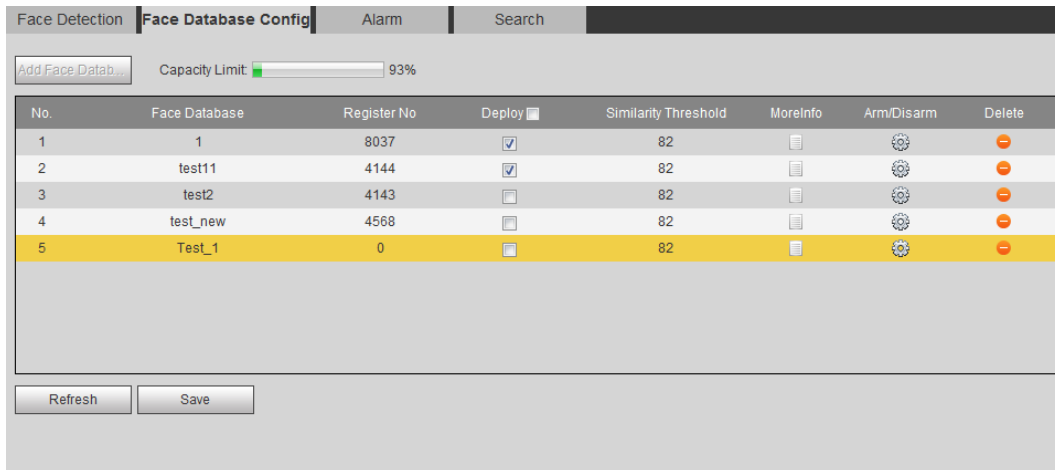 Face Detection Face Database Config Alarm Search
Add Face Datab... Capacity Limit: 93%
No. Face Database Register No Deploy Similarity Threshold MoreInfo Arm/Disarm Delete
1 1 8037 82
2 test11 4144 82
3 test2 4143 82
4 test_new 4568 82
5 Test_1 0 82
Refresh Save